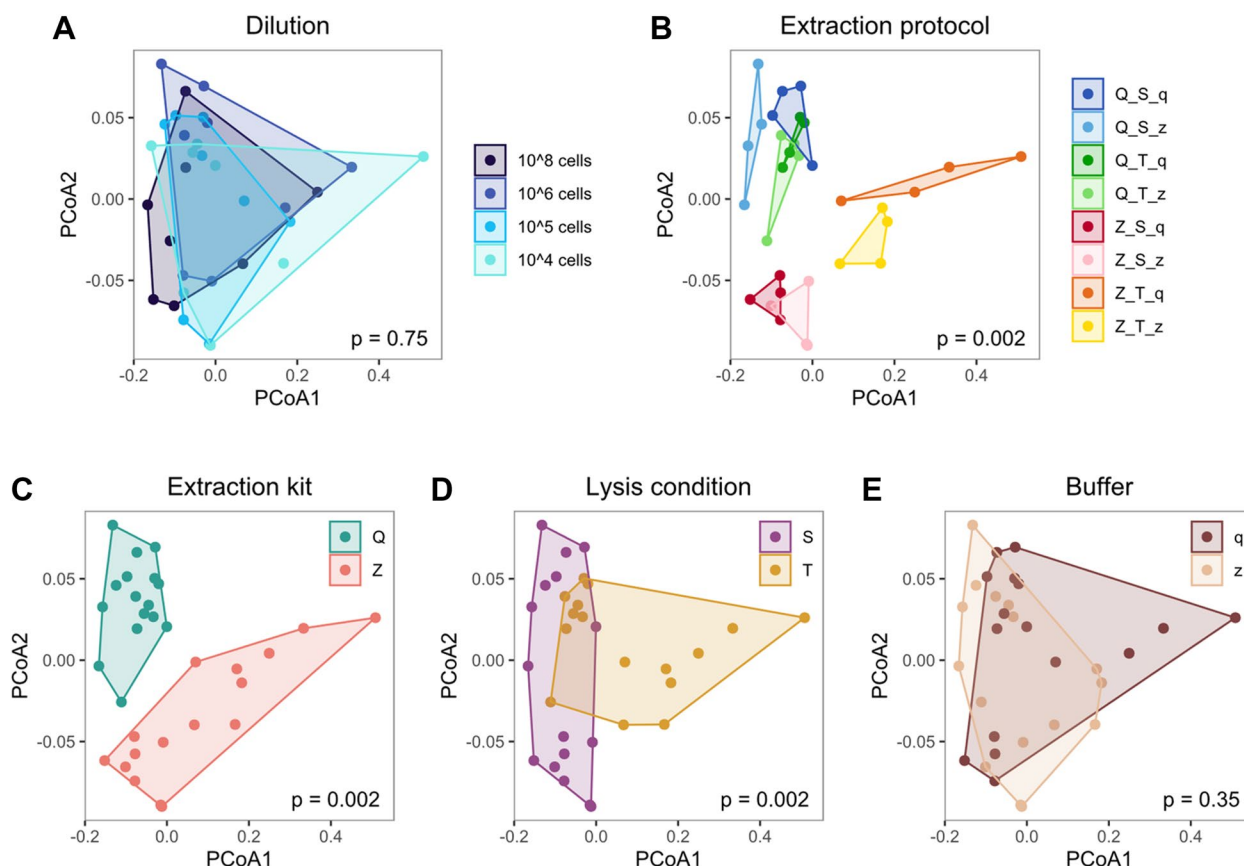 A
Dilution
0.05
0.00
-0.05
PCoA2
-0.2
0.0
0.2
0.4
PCoA1
p = 0.75
10^8 cells
10^6 cells
10^5 cells
10^4 cells
B
Extraction protocol
0.05
0.00
-0.05
PCoA2
-0.2
0.0
0.2
0.4
PCoA1
p = 0.002
Q_S_q
Q_S_z
Q_T_q
Q_T_z
Z_S_q
Z_S_z
Z_T_q
Z_T_z
C
Extraction kit
Q
Z
0.05
0.00
-0.05
PCoA2
-0.2
0.0
0.2
0.4
PCoA1
p = 0.002
D
Lysis condition
S
T
0.05
0.00
-0.05
PCoA2
-0.2
0.0
0.2
0.4
PCoA1
p = 0.002
E
Buffer
q
z
0.05
0.00
-0.05
PCoA2
-0.2
0.0
0.2
0.4
PCoA1
p = 0.35